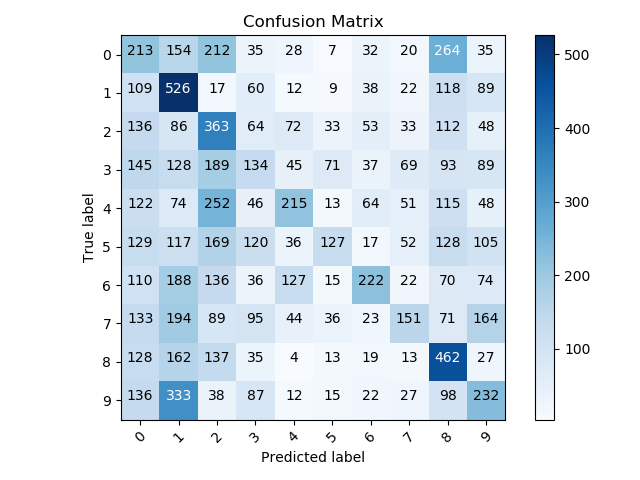 Confusion Matrix
0 213 154 212 35 28 7 32 20 264 35
1 109 526 17 60 12 9 38 22 118 89
2 136 86 363 64 72 33 53 33 112 48
3 145 128 189 134 45 71 37 69 93 89
4 122 74 252 46 215 13 64 51 115 48
5 129 117 169 120 36 127 17 52 128 105
6 110 188 136 36 127 15 222 22 70 74
7 133 194 89 95 44 36 23 151 71 164
8 128 162 137 35 4 13 19 13 462 27
9 136 333 38 87 12 15 22 27 98 232
0 1 2 3 4 5 6 7 8 9
Predicted label
True label
500
400
300
200
100